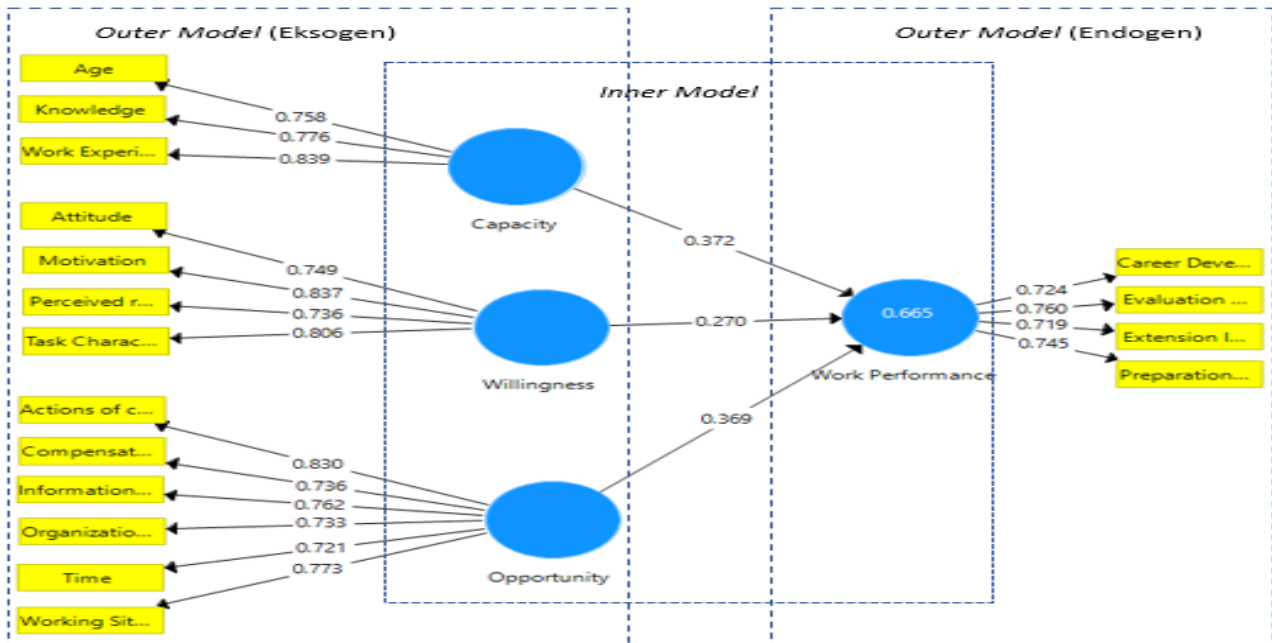 Outer Model (Eksogen)
Outer Model (Endogen)
Inner Model
Age
Knowledge
Work Experi...
0.758
0.776
0.839
Capacity
Attitude
Motivation
Perceived r...
Task Charac...
0.749
0.837
0.736
0.806
Willingness
Actions of c...
Compensat...
Information...
Organizatio...
Time
Working Sit...
0.830
0.736
0.762
0.733
0.721
0.773
Opportunity
0.372
0.270
0.369
0.665
Work Performance
0.724
0.760
0.719
0.745
Career Deve...
Evaluation ...
Extension I...
Preparation...